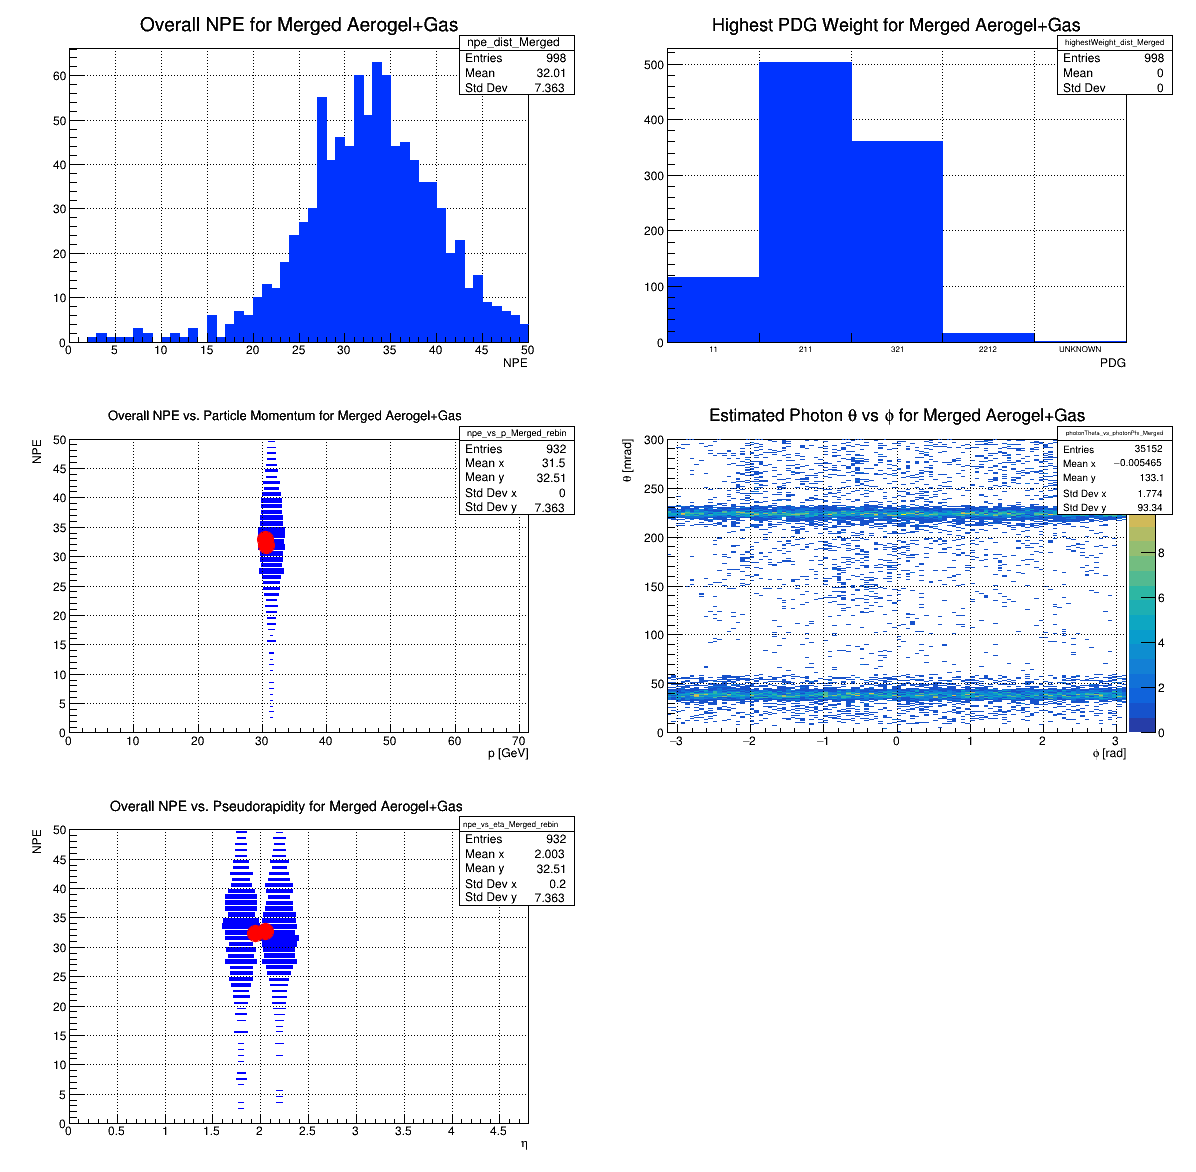 Overall NPE for Merged Aerogel+Gas
npe_dist_Merged
Entries 998
Mean 32.01
Std Dev 7.363
60
50
40
30
20
10
0
0 5 10 15 20 25 30 35 40 45 50
NPE
Highest PDG Weight for Merged Aerogel+Gas
highestWeight_dist_Merged
Entries 998
Mean 0
Std Dev 0
500
400
300
200
100
0
11 211 321 2212 UNKNOWN
PDG
Overall NPE vs. Particle Momentum for Merged Aerogel+Gas
npe_vs_p_Merged_rebin
Entries 932
Mean x 31.5
Mean y 32.51
Std Dev x 0
Std Dev y 7.363
NPE
50
45
40
35
30
25
20
15
10
5
0
0 10 20 30 40 50 60 70
p [GeV]
Estimated Photon θ vs ϕ for Merged Aerogel+Gas
photonTheta_vs_photonPhi_Merged
Entries 35152
Mean x −0.005465
Mean y 133.1
Std Dev x 1.774
Std Dev y 93.34
θ [mrad]
300
250
200
150
100
50
0
−3 −2 −1 0 1 2 3
ϕ [rad]
8
6
4
2
0
Overall NPE vs. Pseudorapidity for Merged Aerogel+Gas
npe_vs_eta_Merged_rebin
Entries 932
Mean x 2.003
Mean y 32.51
Std Dev x 0.2
Std Dev y 7.363
NPE
50
45
40
35
30
25
20
15
10
5
0
0 0.5 1 1.5 2 2.5 3 3.5 4 4.5
η